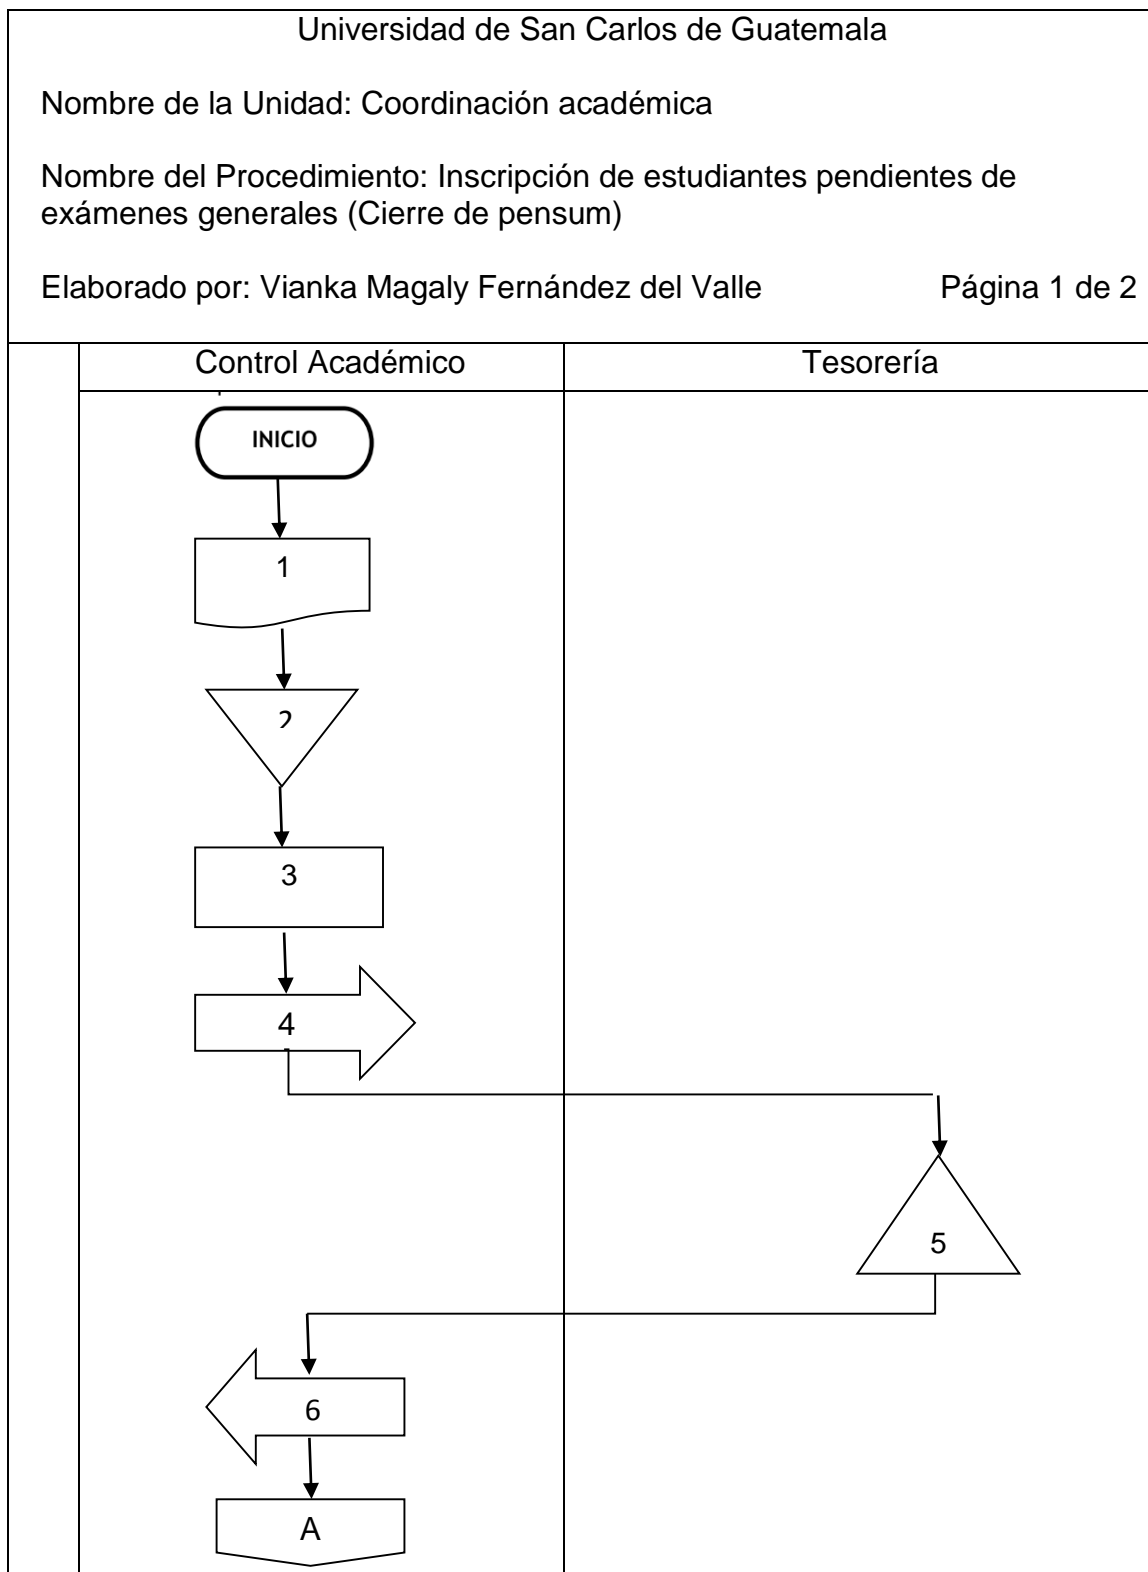 Universidad de San Carlos de Guatemala
Nombre de la Unidad: Coordinación académica
Nombre del Procedimiento: Inscripción de estudiantes pendientes de
exámenes generales (Cierre de pensum)
Elaborado por: Vianka Magaly Fernández del Valle Página 1 de 2
Control Académico Tesorería
INICIO
1
2
3
4
5
6
A